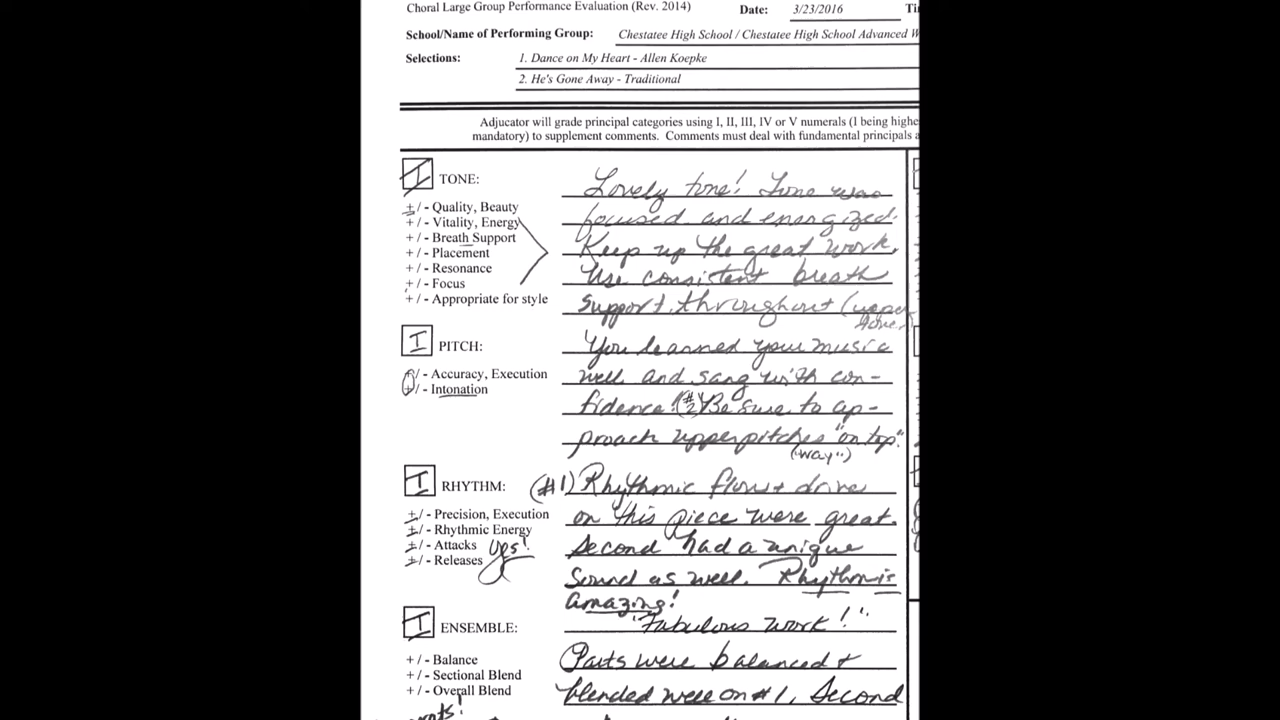 Choral Large Group Performance Evaluation (Rev. 2014)
Date: 3/23/2016
School/Name of Performing Group: Chestatee High School / Chestatee High School Advanced W
Selections: 1. Dance on My Heart - Allen Koepke
2. He's Gone Away - Traditional
Adjucator will grade principal categories using I, II, III, IV or V numerals (I being highe
mandatory) to supplement comments. Comments must deal with fundamental principals a
I TONE:
+/- Quality, Beauty
+/- Vitality, Energy
+/- Breath Support
+/- Placement
+/- Resonance
+/- Focus
+/- Appropriate for style
Lovely tone! Tone was
focused and energized.
Keep up the great work.
Use consistent breath
support throughout (upper
I PITCH:
+/- Accuracy, Execution
+/- Intonation
You learned your music
well and sang with con-
fidence! (#2) Be sure to ap-
proach upper pitches "on top".
("way")
I RHYTHM:
+/- Precision, Execution
+/- Rhythmic Energy
+/- Attacks Yes!
+/- Releases
(#1) Rhythmic flow + drive
on this piece were great.
Second had a unique
sound as well. Rhythm is
amazing!
I ENSEMBLE:
+/- Balance
+/- Sectional Blend
+/- Overall Blend
"Fabulous work!"
Parts were balanced +
blended well on #1. Second